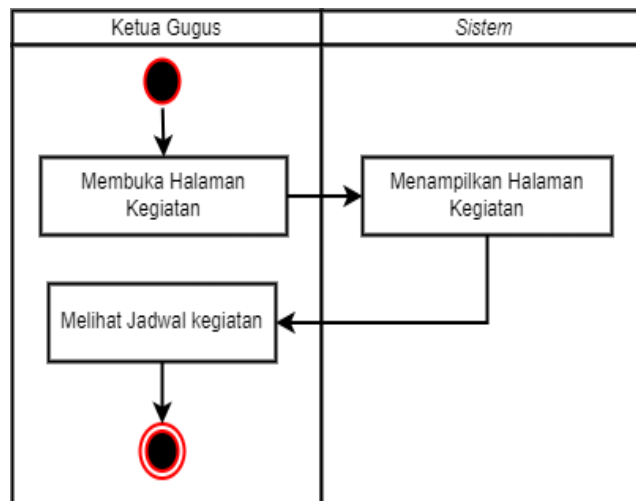 Ketua Gugus
Sistem
Membuka Halaman
Kegiatan
Menampilkan Halaman
Kegiatan
Melihat Jadwal kegiatan